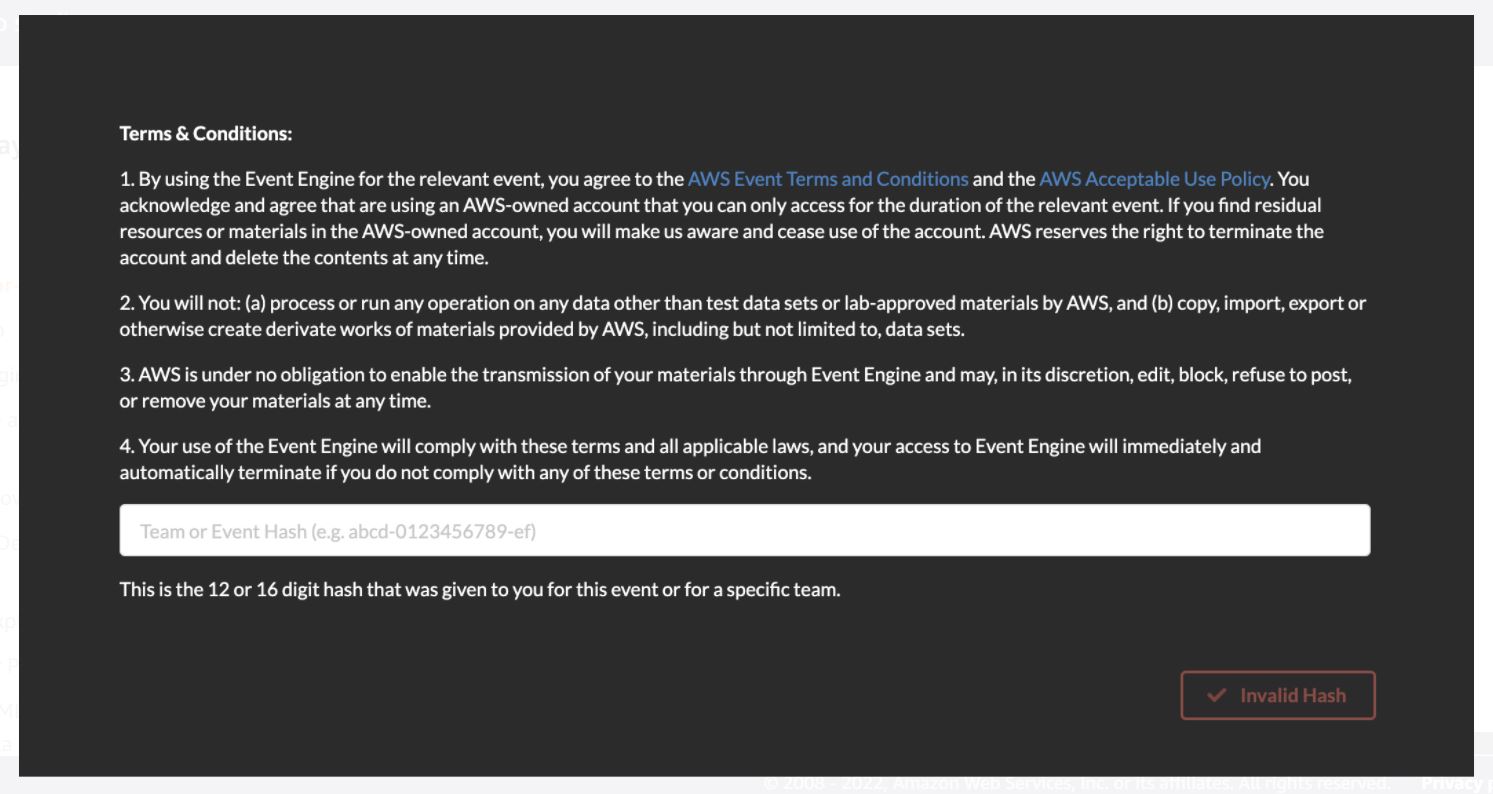 Terms & Conditions:
1. By using the Event Engine for the relevant event, you agree to the AWS Event Terms and Conditions and the AWS Acceptable Use Policy. You
acknowledge and agree that are using an AWS-owned account that you can only access for the duration of the relevant event. If you find residual
resources or materials in the AWS-owned account, you will make us aware and cease use of the account. AWS reserves the right to terminate the
account and delete the contents at any time.
2. You will not: (a) process or run any operation on any data other than test data sets or lab-approved materials by AWS, and (b) copy, import, export or
otherwise create derivate works of materials provided by AWS, including but not limited to, data sets.
3. AWS is under no obligation to enable the transmission of your materials through Event Engine and may, in its discretion, edit, block, refuse to post,
or remove your materials at any time.
4. Your use of the Event Engine will comply with these terms and all applicable laws, and your access to Event Engine will immediately and
automatically terminate if you do not comply with any of these terms or conditions.
Team or Event Hash (e.g. abcd-0123456789-ef)
This is the 12 or 16 digit hash that was given to you for this event or for a specific team.
Invalid Hash
© 2008 - 2022, Amazon Web Services, Inc. or its affiliates. All rights reserved. Privacy